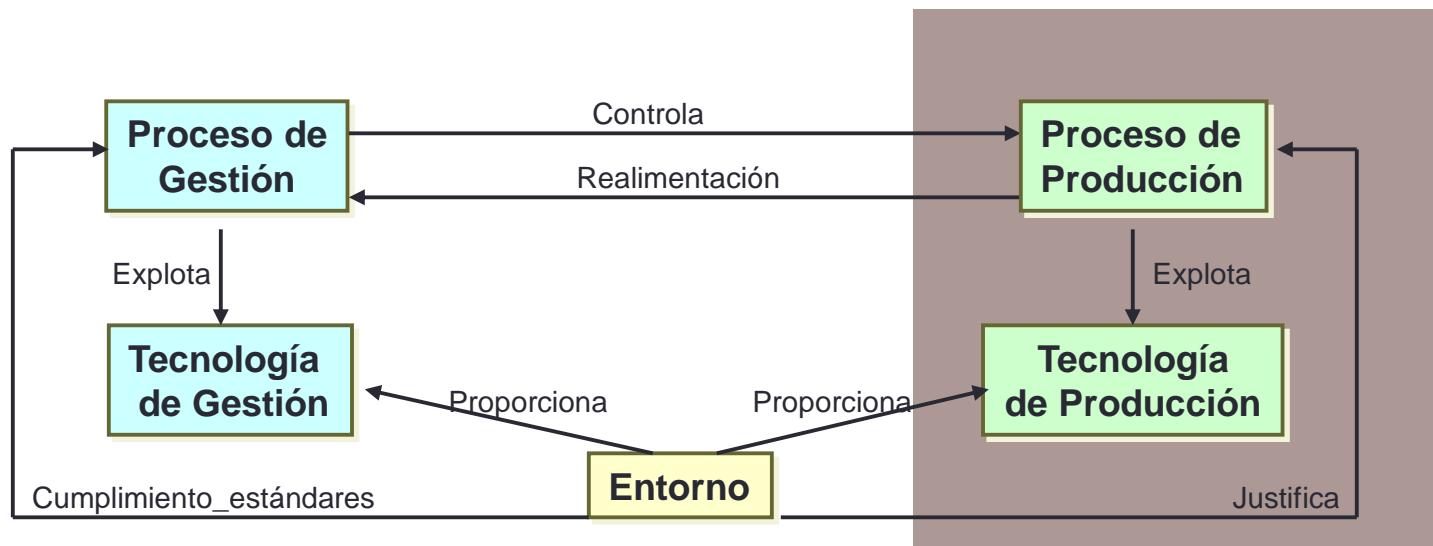 Controla
Proceso de
Gestión
Proceso de
Producción
Realimentación
Explota
Explota
Tecnología
de Gestión
Tecnología
de Producción
Proporciona
Proporciona
Entorno
Cumplimiento_estándares
Justifica